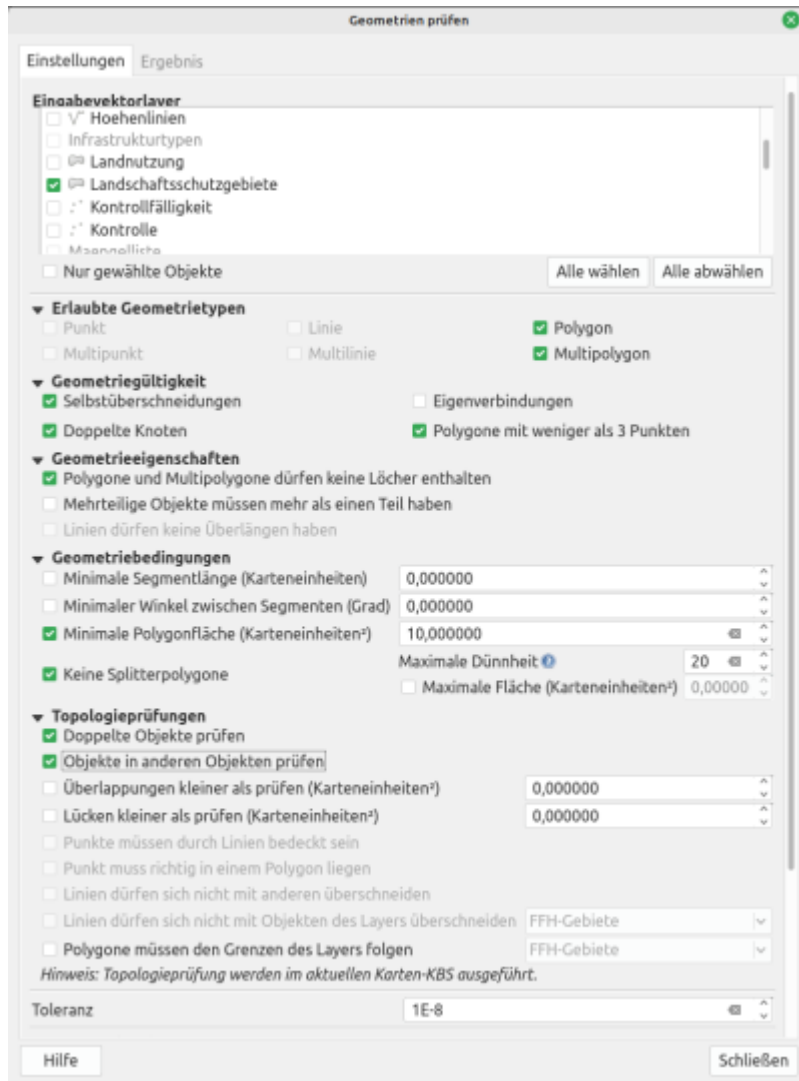 Geometrien prüfen
Einstellungen Ergebnis
Eingabevektorlayer
Hoehenlinien
Infrastrukturtypen
Landnutzung
Landschaftsschutzgebiete
Kontrollfälligkeit
Kontrolle
Maengelliste
Nur gewählte Objekte Alle wählen Alle abwählen
Erlaubte Geometrietypen
Punkt Linie Polygon
Multipunkt Multilinie Multipolygon
Geometriegültigkeit
Selbstüberschneidungen Eigenverbindungen
Doppelte Knoten Polygone mit weniger als 3 Punkten
Geometrieeigenschaften
Polygone und Multipolygone dürfen keine Löcher enthalten
Mehrteilige Objekte müssen mehr als einen Teil haben
Linien dürfen keine Überlängen haben
Geometriebedingungen
Minimale Segmentlänge (Karteneinheiten) 0,000000
Minimaler Winkel zwischen Segmenten (Grad) 0,000000
Minimale Polygonfläche (Karteneinheiten²) 10,000000
Keine Splitterpolygone Maximale Dünnheit 20
Maximale Fläche (Karteneinheiten²) 0,00000
Topologieprüfungen
Doppelte Objekte prüfen
Objekte in anderen Objekten prüfen
Überlappungen kleiner als prüfen (Karteneinheiten²) 0,000000
Lücken kleiner als prüfen (Karteneinheiten²) 0,000000
Punkte müssen durch Linien bedeckt sein
Punkt muss richtig in einem Polygon liegen
Linien dürfen sich nicht mit anderen überschneiden
Linien dürfen sich nicht mit Objekten des Layers überschneiden FFH-Gebiete
Polygone müssen den Grenzen des Layers folgen FFH-Gebiete
Hinweis: Topologieprüfung werden im aktuellen Karten-KBS ausgeführt.
Toleranz 1E-8
Hilfe Schließen